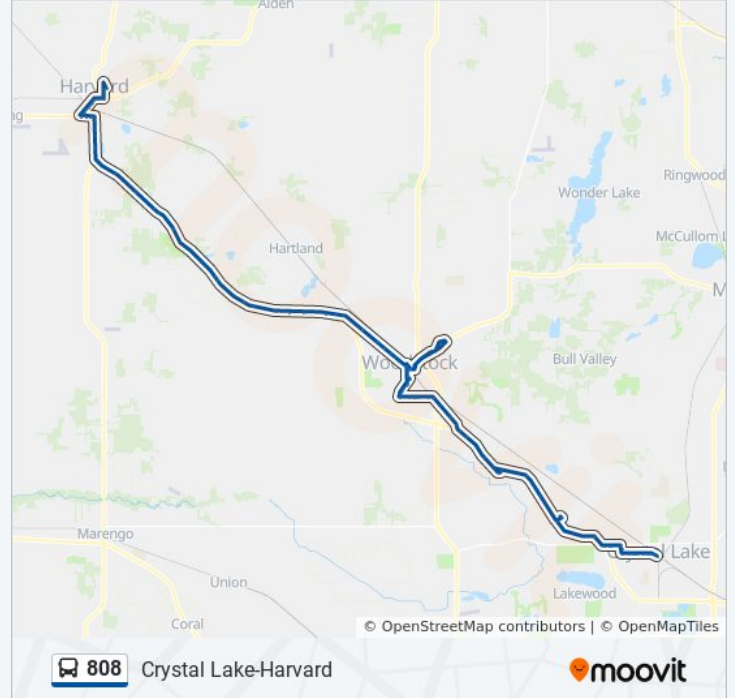 Alden
Harvard
Ringwood
Wonder Lake
McCullom L
Hartland
M
Woodstock
Bull Valley
Marengo
Lake
Union
Lakewood
Coral
© OpenStreetMap contributors | © OpenMapTiles
808 Crystal Lake-Harvard moovit